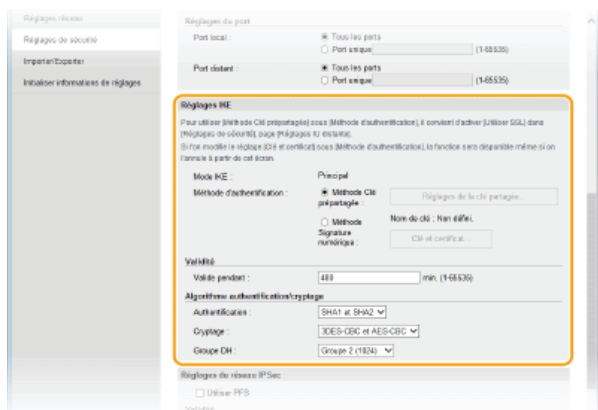 Réglages réseau
Réglages de sécurité
Importer/Exporter
Initialiser informations de réglages
Réglages du port
Port local :
Tous les ports
Port unique
(1-65535)
Port distant :
Tous les ports
Port unique
(1-65535)
Réglages IKE
Pour utiliser [Méthode Clé prépartagée] sous [Méthode d'authentification], il convient d'activer [Utiliser SSL] dans
[Réglages de sécurité], page [Réglages IU distante].
Si l'on modifie le réglage [Clé et certificat] sous [Méthode d'authentification], la fonction sera disponible même si on
l'annule à partir de cet écran.
Mode IKE :
Principal
Méthode d'authentification :
Méthode Clé
prépartagée :
Réglages de la clé partagée...
Méthode
Signature
numérique :
Nom de clé : Non défini.
Clé et certificat...
Validité
Valide pendant :
480
min. (1-65535)
Algorithme authentification/cryptage
Authentification :
SHA1 et SHA2
Cryptage :
3DES-CBC et AES-CBC
Groupe DH :
Groupe 2 (1024)
Réglages du réseau IPSec
Utiliser PFS
Validité